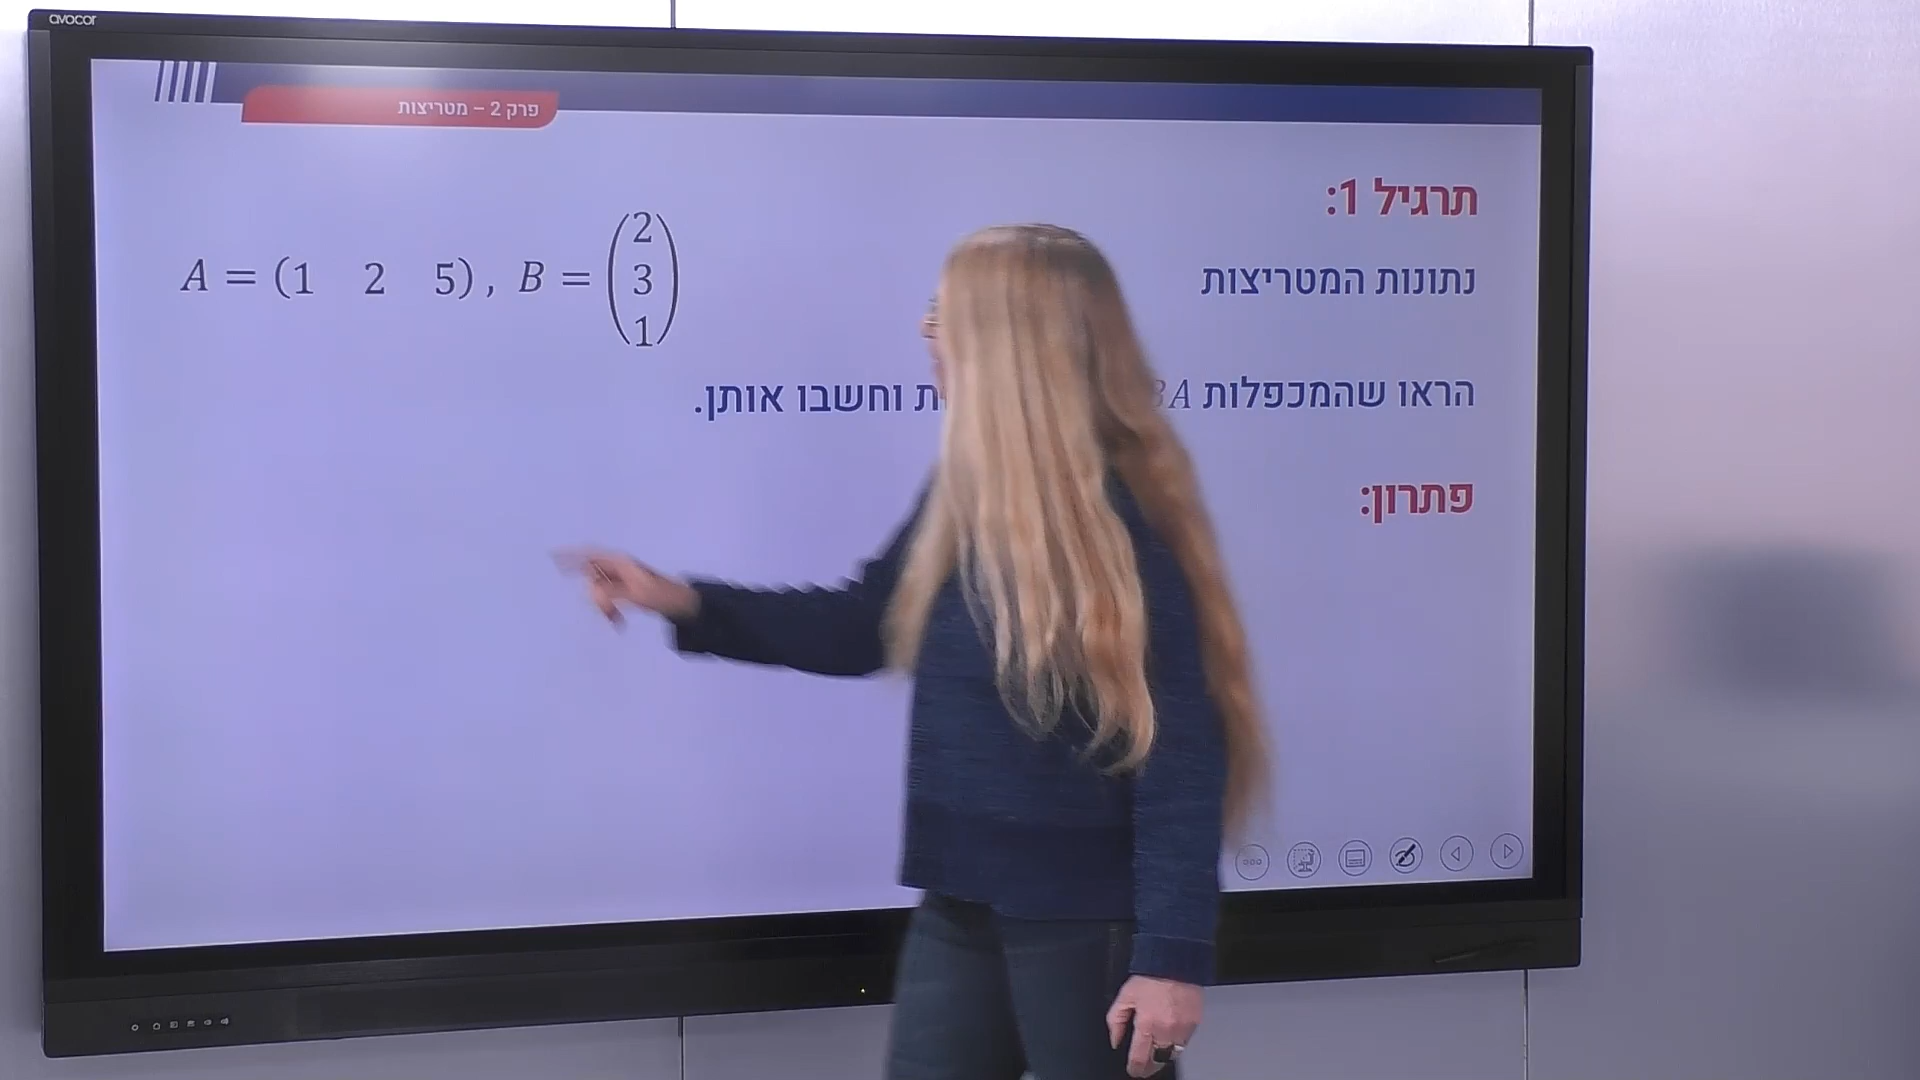 avocor
פרק 2 – מטריצות
תרגיל 1:
נתונות המטריצות
A = (1 2 5), B = (2 3 1)
הראו שהמכפלות BA וחשבו אותן.
פתרון: